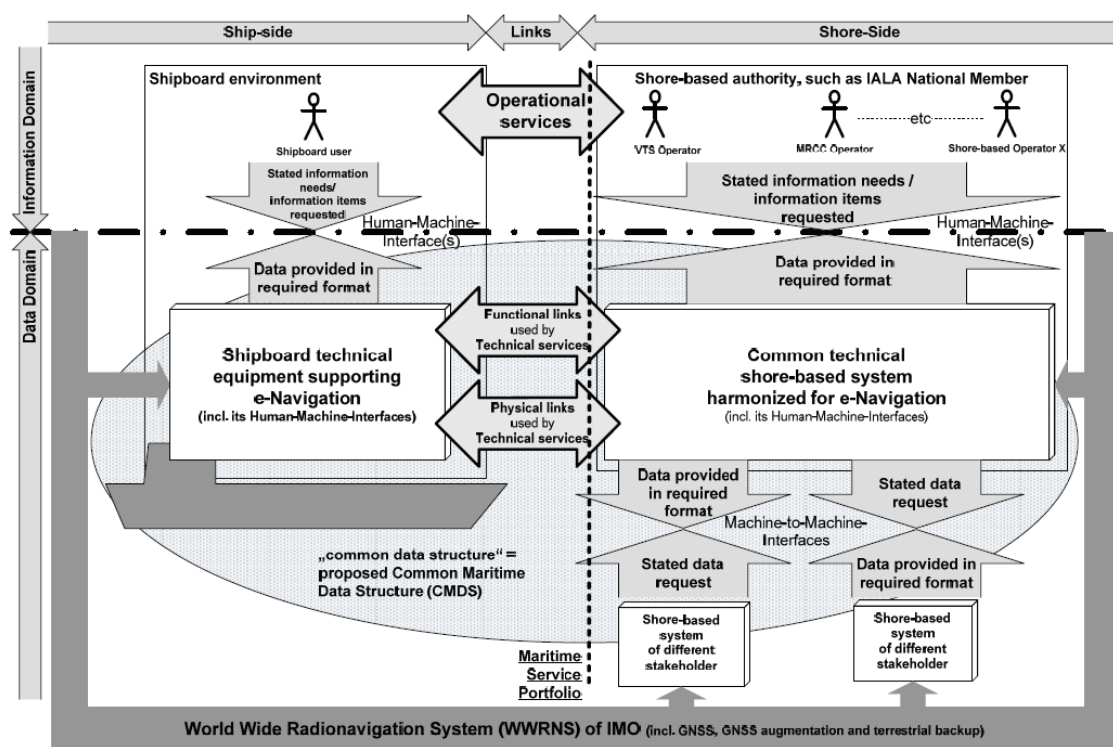 Ship-side
Links
Shore-Side
Information Domain
Data Domain
Shipboard environment
Shipboard user
Stated information
needs/
information items
requested
Human-Machine-
Interface(s)
Data provided in
required format
Shipboard technical
equipment supporting
e-Navigation
(incl. its Human-Machine-Interfaces)
Operational
services
Functional links
used by
Technical services
Physical links
used by
Technical services
Shore-based authority, such as IALA National Member
VTS Operator
MRCC Operator
etc
Shore-based Operator X
Stated information needs /
information items
requested
Human-Machine-
Interface(s)
Data provided in
required format
Common technical
shore-based system
harmonized for e-Navigation
(incl. its Human-Machine-Interfaces)
Data provided
in required
format
Stated data
request
Machine-to-Machine-
Interfaces
Stated data
request
Data provided in
required format
„common data structure“ =
proposed Common Maritime
Data Structure (CMDS)
Shore-based
system
of different
stakeholder
Shore-based
system
of different
stakeholder
Maritime
Service
Portfolio
World Wide Radionavigation System (WWRNS) of IMO (incl. GNSS, GNSS augmentation and terrestrial backup)